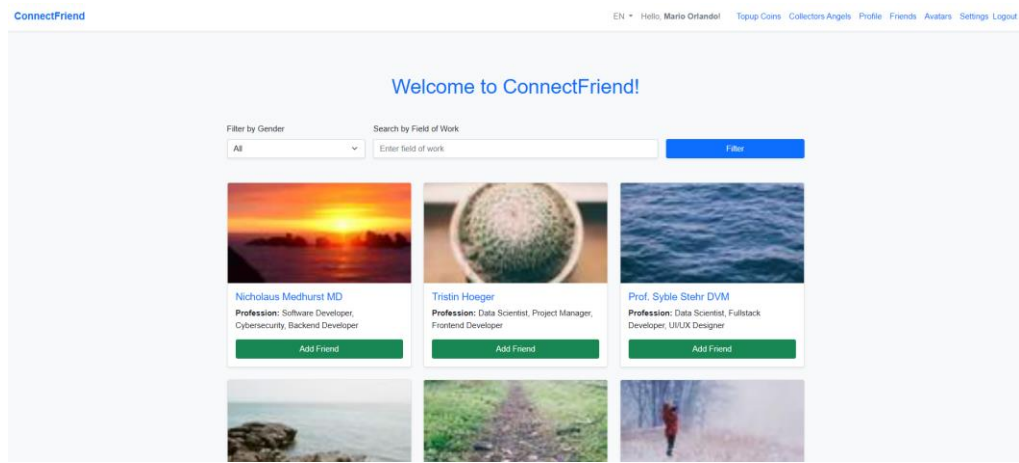 ConnectFriend EN Hello, Mario Orlando! Topup Coins Collectors Angels Profile Friends Avatars Settings Logout
Welcome to ConnectFriend!
Filter by Gender Search by Field of Work
All Enter field of work Filter
Nicholaus Medhurst MD
Profession: Software Developer,
Cybersecurity, Backend Developer
Add Friend
Tristin Hoeger
Profession: Data Scientist, Project Manager,
Frontend Developer
Add Friend
Prof. Syble Stehr DVM
Profession: Data Scientist, Fullstack
Developer, UI/UX Designer
Add Friend